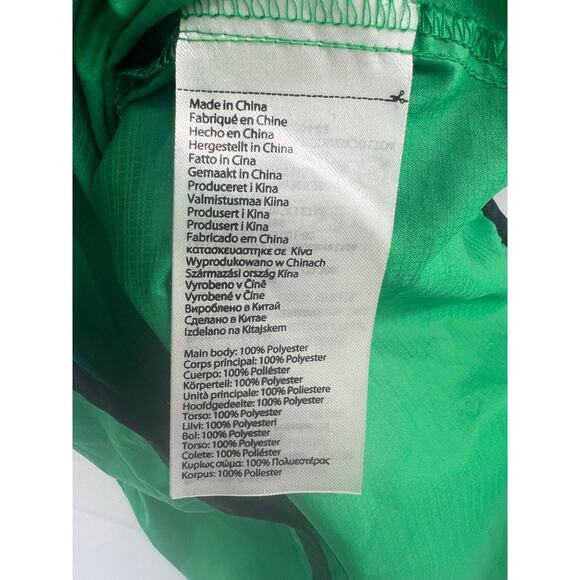 Made in China
Fabriqué en Chine
Hecho en China
Hergestellt in China
Fatto in Cina
Gemaakt in China
Produceret i Kina
Valmistusmaa Kiina
Produsert i Kina
Produsert i Kina
Fabricado em China
κατασκευαστηκε σε Κίνα
Wyprodukowano w Chinach
Származási ország Kína
Vyrobeno v Číně
Vyrobené v Číne
Вироблено в Китаї
Сделано в Китае
Izdelano na Kitajskem
Main body: 100% Polyester
Corps principal: 100% Polyester
Cuerpo: 100% Poliéster
Körperteil: 100% Polyester
Unità principale: 100% Poliestere
Hoofdgedeelte: 100% Polyester
Torso: 100% Polyester
Liivi: 100% Polyesteri
Bol: 100% Polyester
Torso: 100% Polyester
Colete: 100% Poliéster
Κυρίως σώμα: 100% Πολυεστέρας
Korpus: 100% Poliester